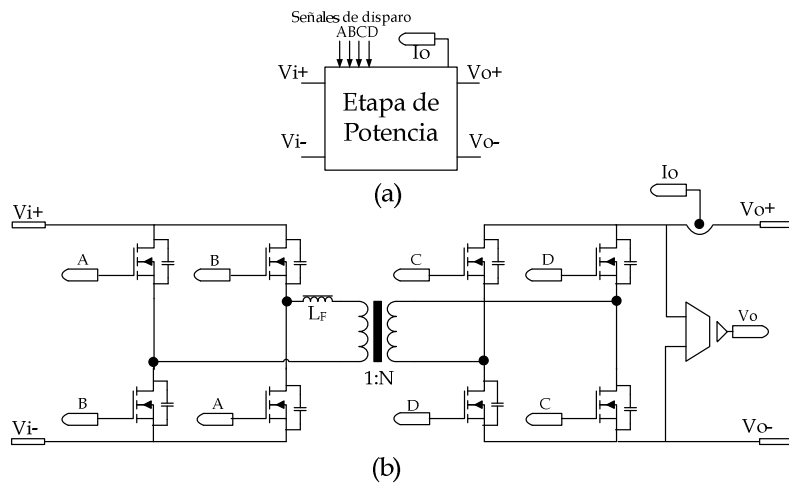 Señales de disparo
ABCD
Io
Vi+
Vo+
Etapa de
Potencia
Vi-
Vo-
(a)
Io
Vi+
Vo+
A
B
C
D
LF
Vo
1:N
B
A
D
C
Vi-
Vo-
(b)